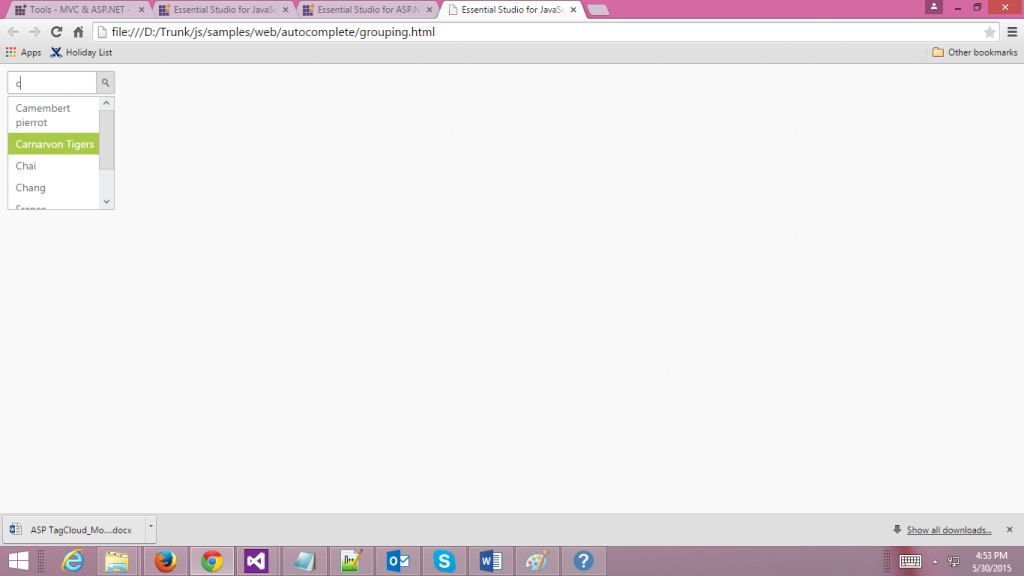 Tools - MVC & ASP.NET -
Essential Studio for JavaSc
Essential Studio for ASP.N
Essential Studio for JavaSc
file:///D:/Trunk/js/samples/web/autocomplete/grouping.html
Apps
Holiday List
Other bookmarks
c
Camembert
pierrot
Carnarvon Tigers
Chai
Chang
France
ASP TagCloud_Mo....docx
Show all downloads...
4:53 PM
5/30/2015